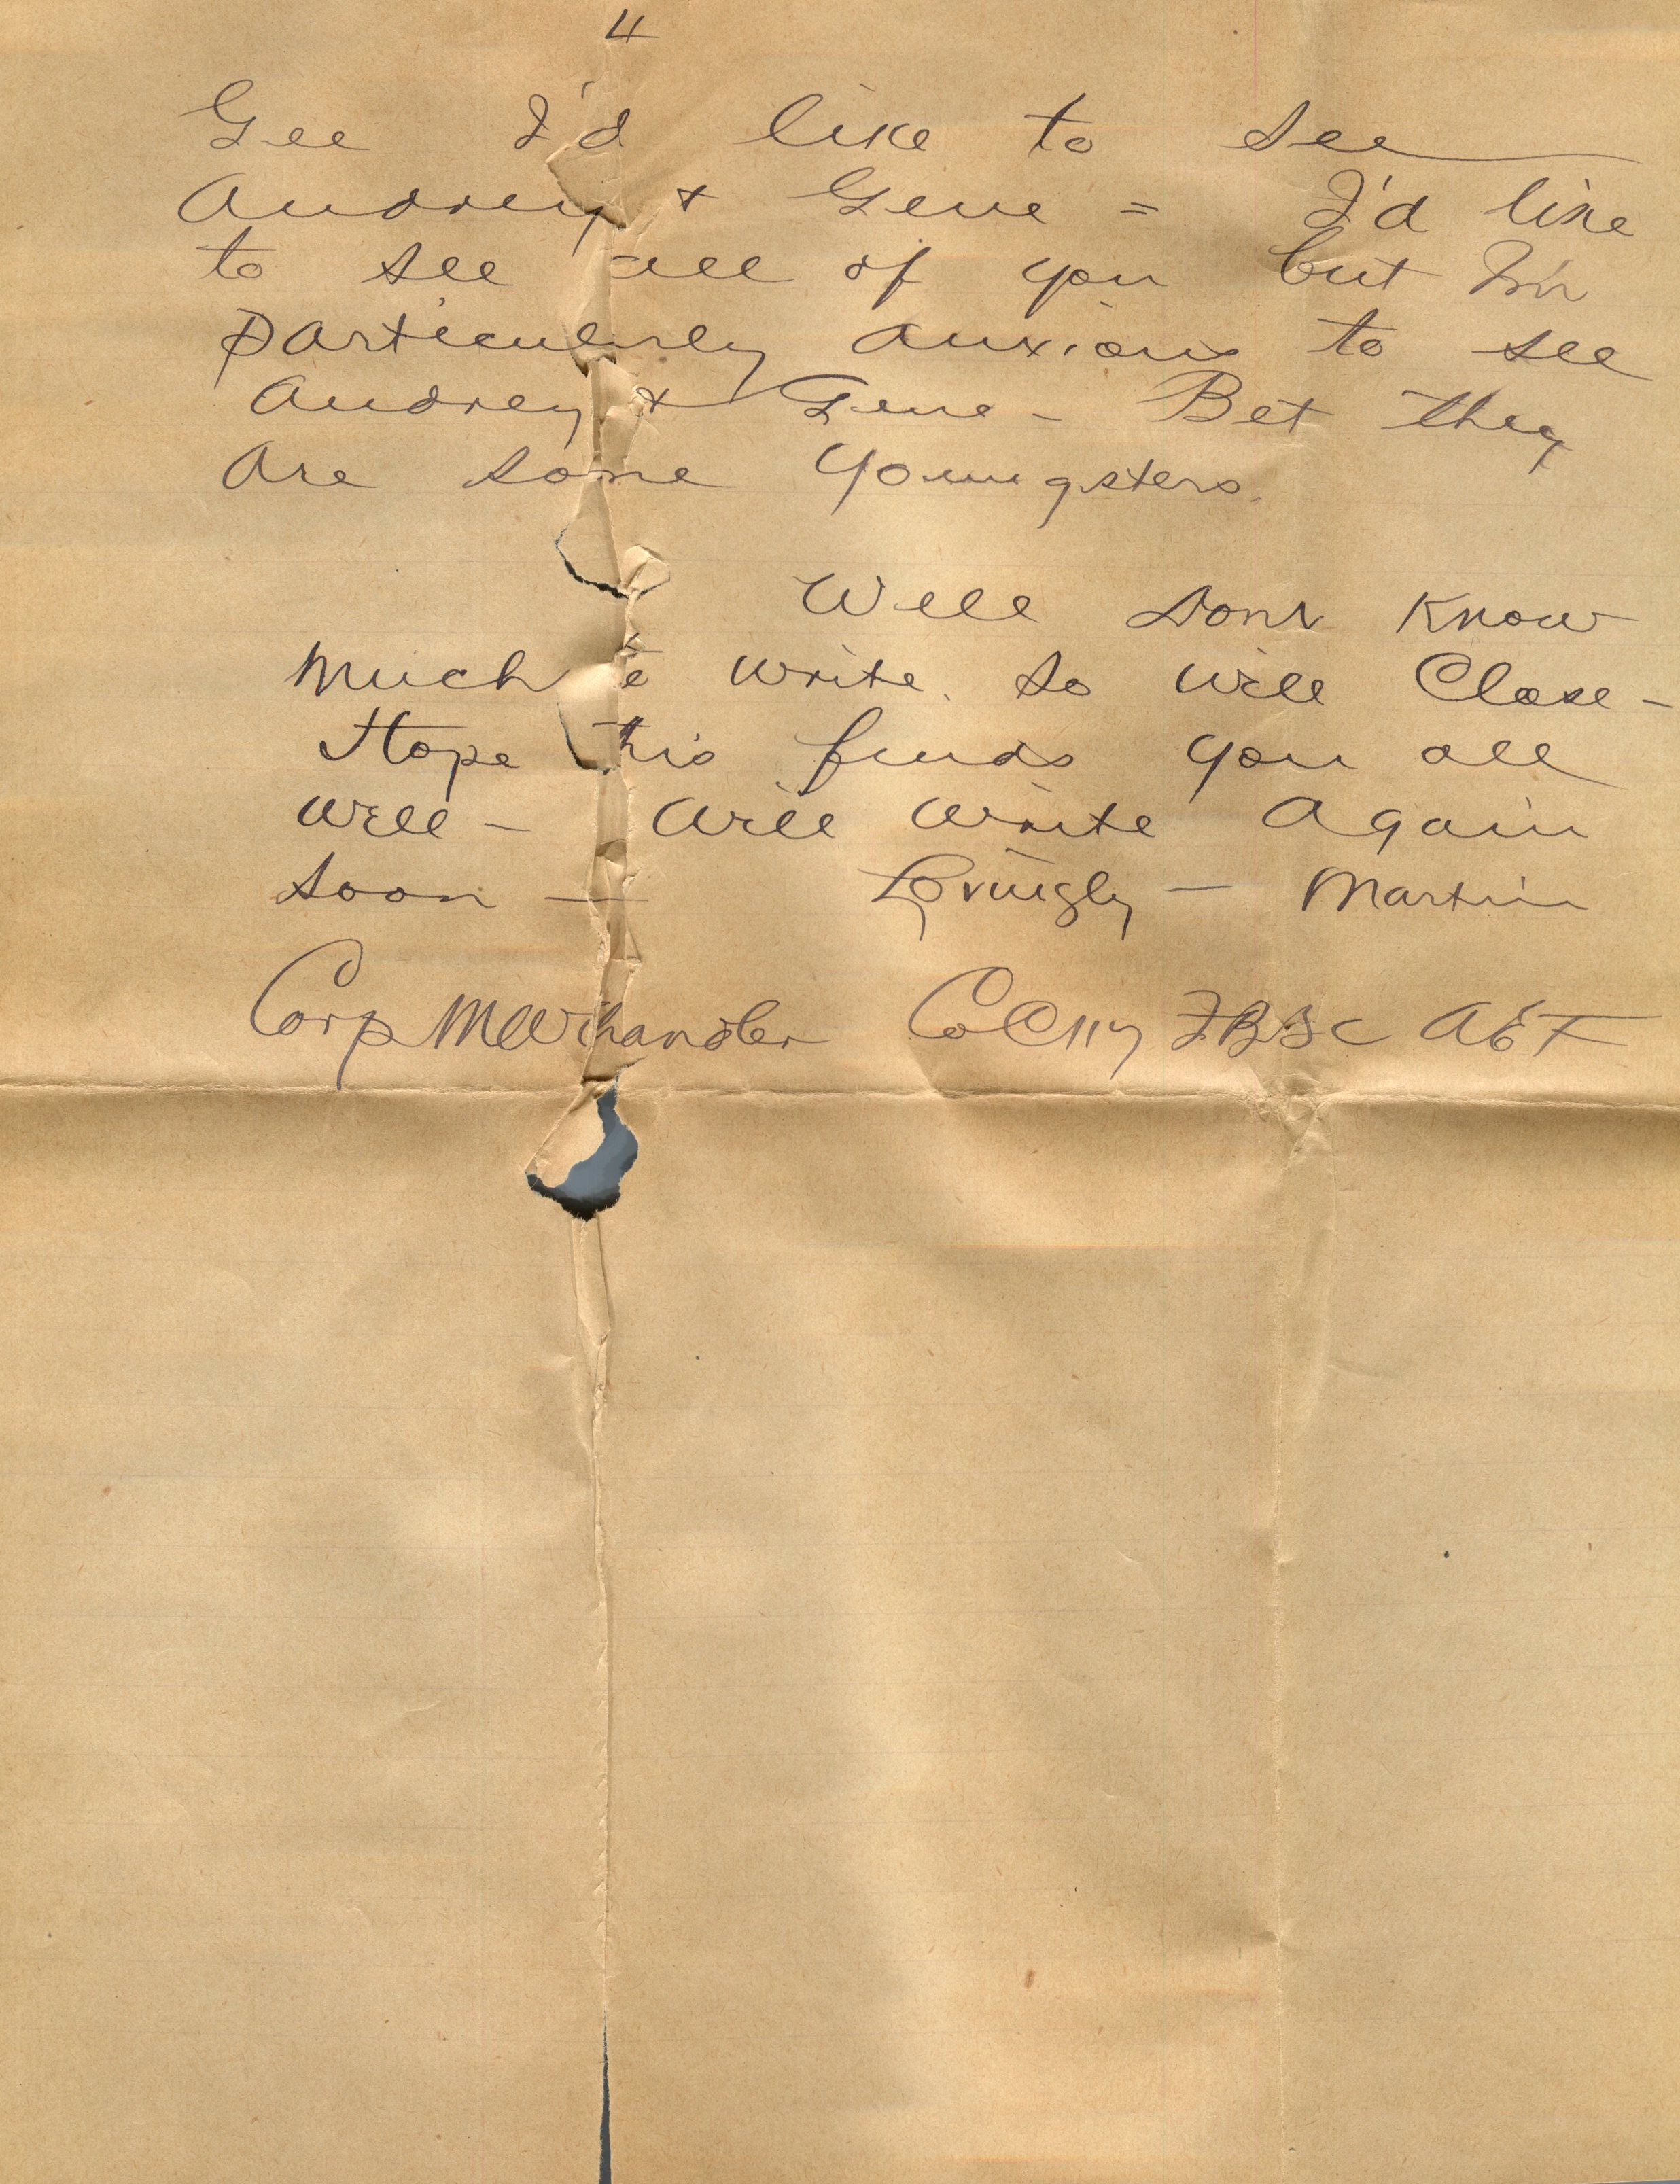 4
Gee I'd like to see
Audrey + Gene = I'd like
to see all of you but I'm
particularly anxious to see
Audrey + Gene - Bet they
are some youngsters.
Well dont know
much to write. so will close -
Hope this finds you all
well - Will write again
soon - Lovingly - Martin
Corp MW Chandler Co C 117 F B S C A E F